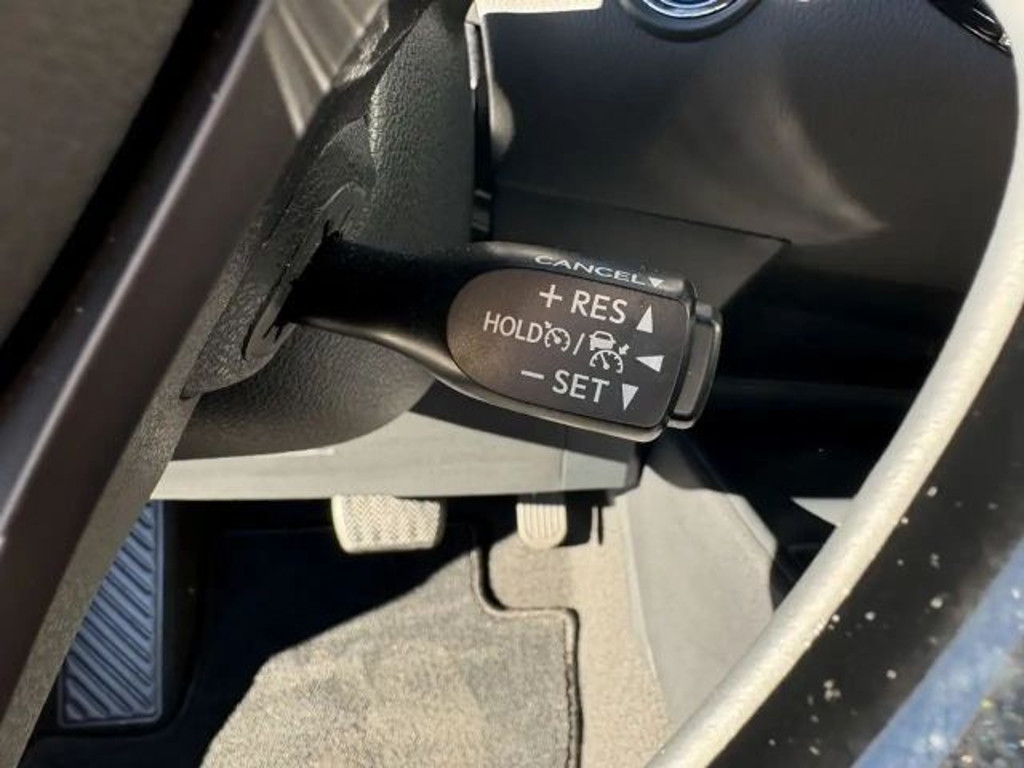 CANCEL
+ RES
HOLD /
– SET